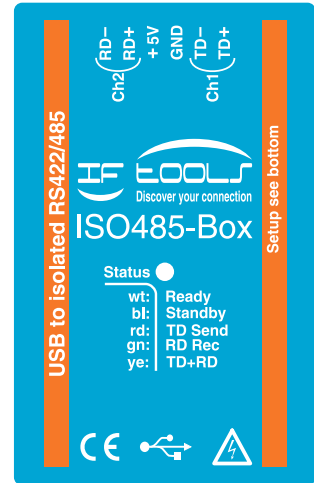 RD− RD+ +5V GND TD− TD+
Ch2 Ch1
IF tools
Discover your connection
ISO485-Box
Status
wt: Ready
bl: Standby
rd: TD Send
gn: RD Rec
ye: TD+RD
CE
USB to isolated RS422/485
Setup see bottom